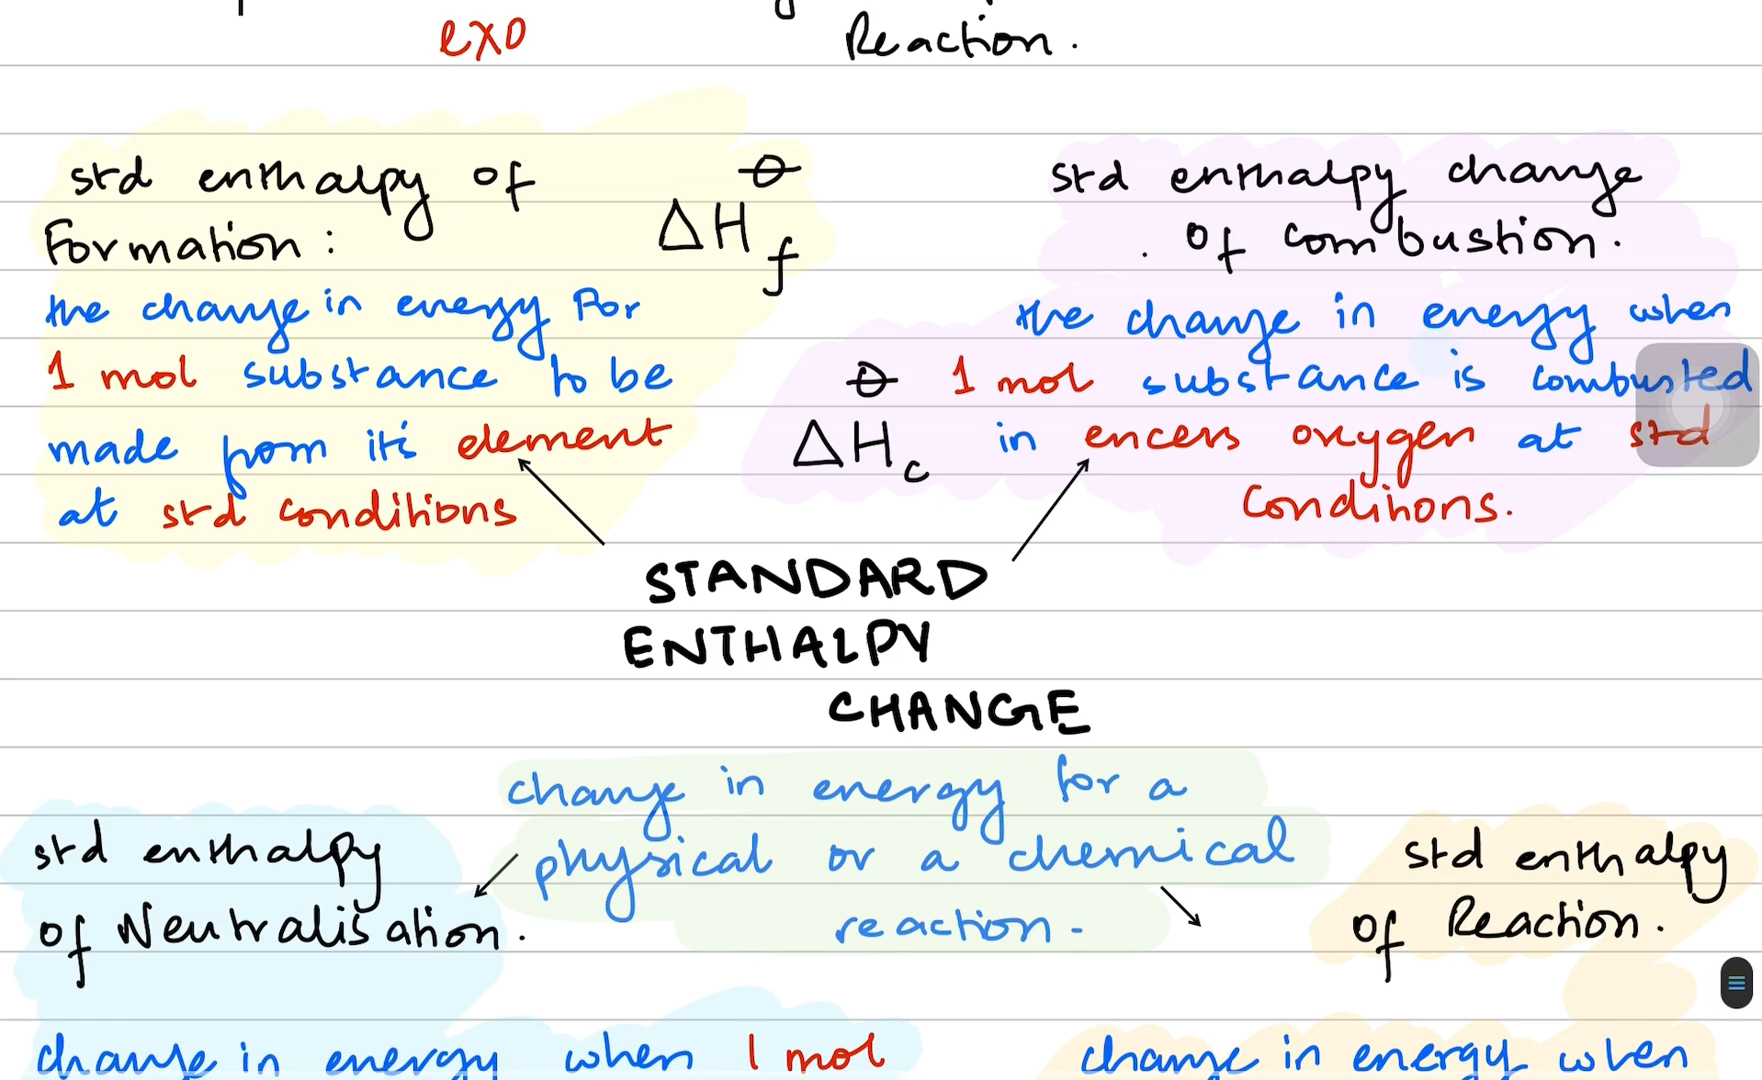 exo
Reaction.
std enthalpy of
Formation:
ΔH f ⦵
the change in energy for
1 mol substance to be
made from it's element
at std conditions
std enthalpy change
. of combustion.
the change in energy when
1 mol substance is combusted
in encess oxygen at std
Conditions.
ΔH c ⦵
STANDARD
ENTHALPY
CHANGE
change in energy for a
physical or a chemical
reaction -
std enthalpy
of Neutralisation.
change in energy when 1 mol
std enthalpy
of Reaction.
change in energy when